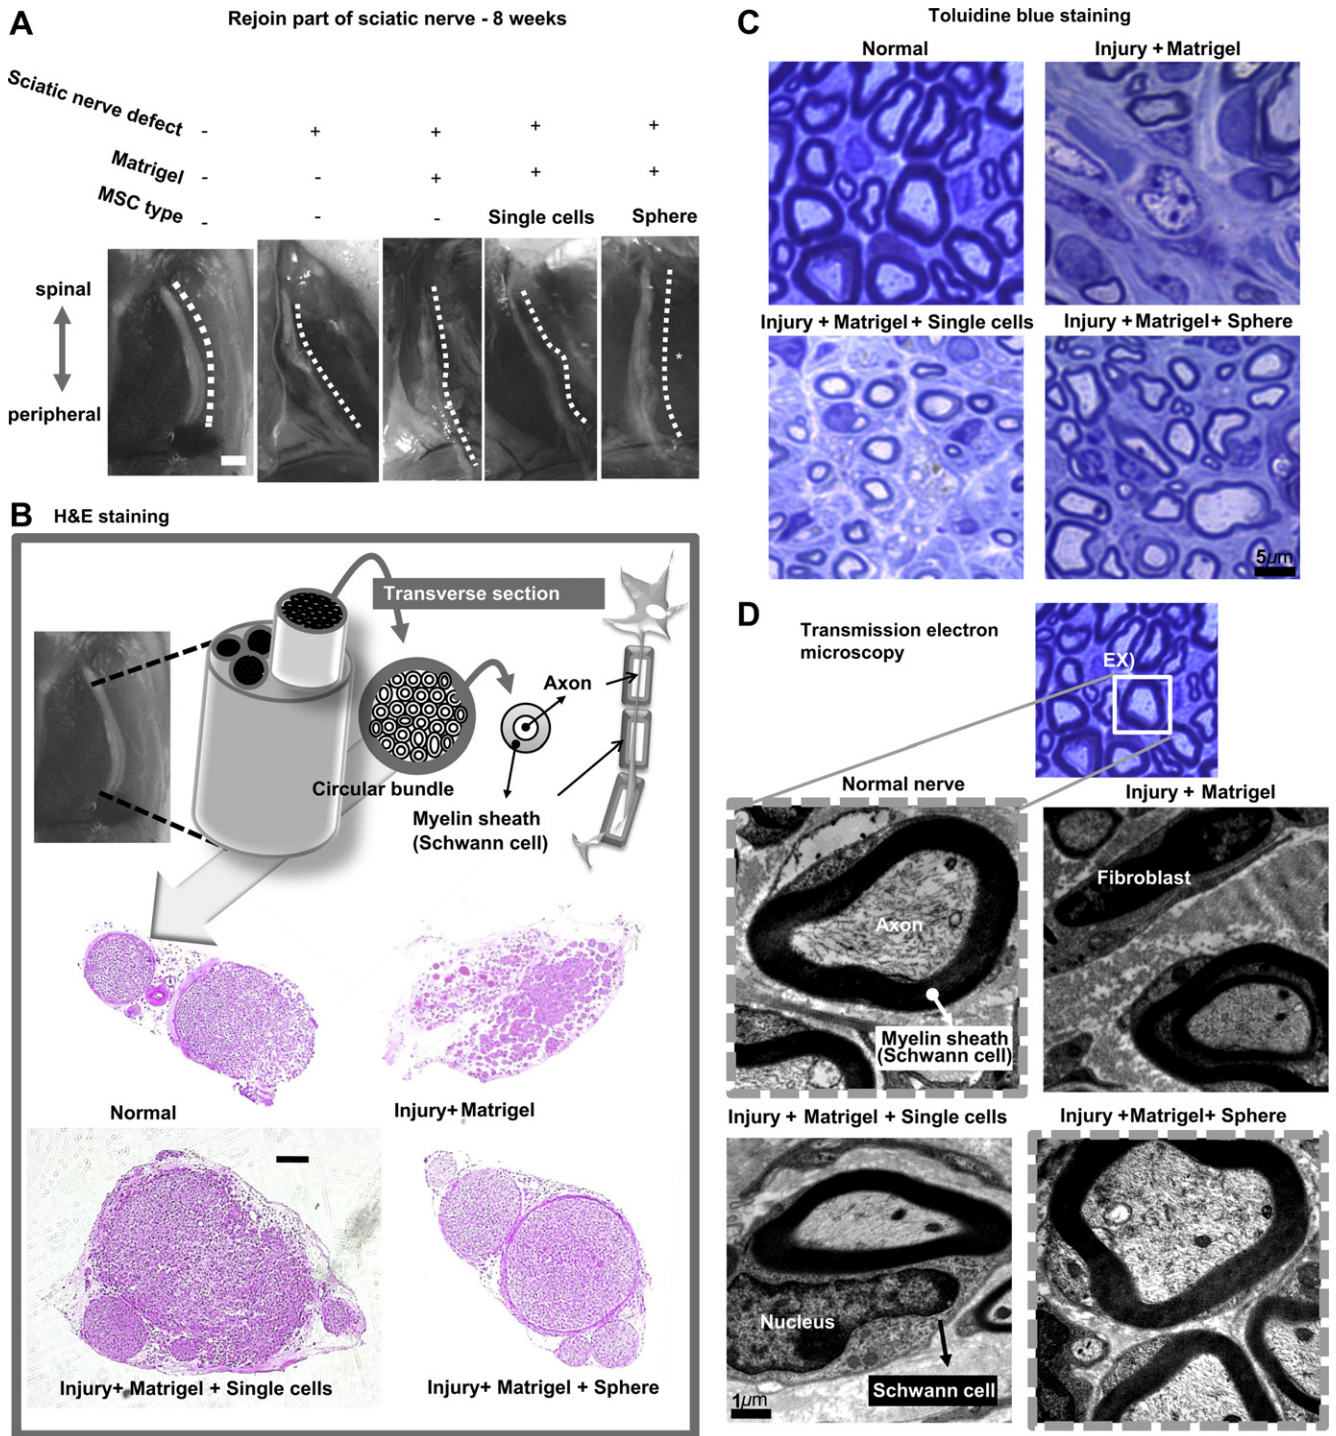 A
Rejoin part of sciatic nerve - 8 weeks
Sciatic nerve defect - + + + +
Matrigel - - + + +
MSC type - - - Single cells Sphere
spinal
peripheral
*
B
H&E staining
Transverse section
Axon
Circular bundle
Myelin sheath
(Schwann cell)
Normal
Injury+ Matrigel
Injury+ Matrigel + Single cells
Injury+ Matrigel + Sphere
C
Toluidine blue staining
Normal
Injury + Matrigel
Injury + Matrigel + Single cells
Injury + Matrigel + Sphere
5μm
D
Transmission electron
microscopy
EX)
Normal nerve
Injury + Matrigel
Axon
Myelin sheath
(Schwann cell)
Fibroblast
Injury + Matrigel + Single cells
Injury +Matrigel+ Sphere
Nucleus
Schwann cell
1μm